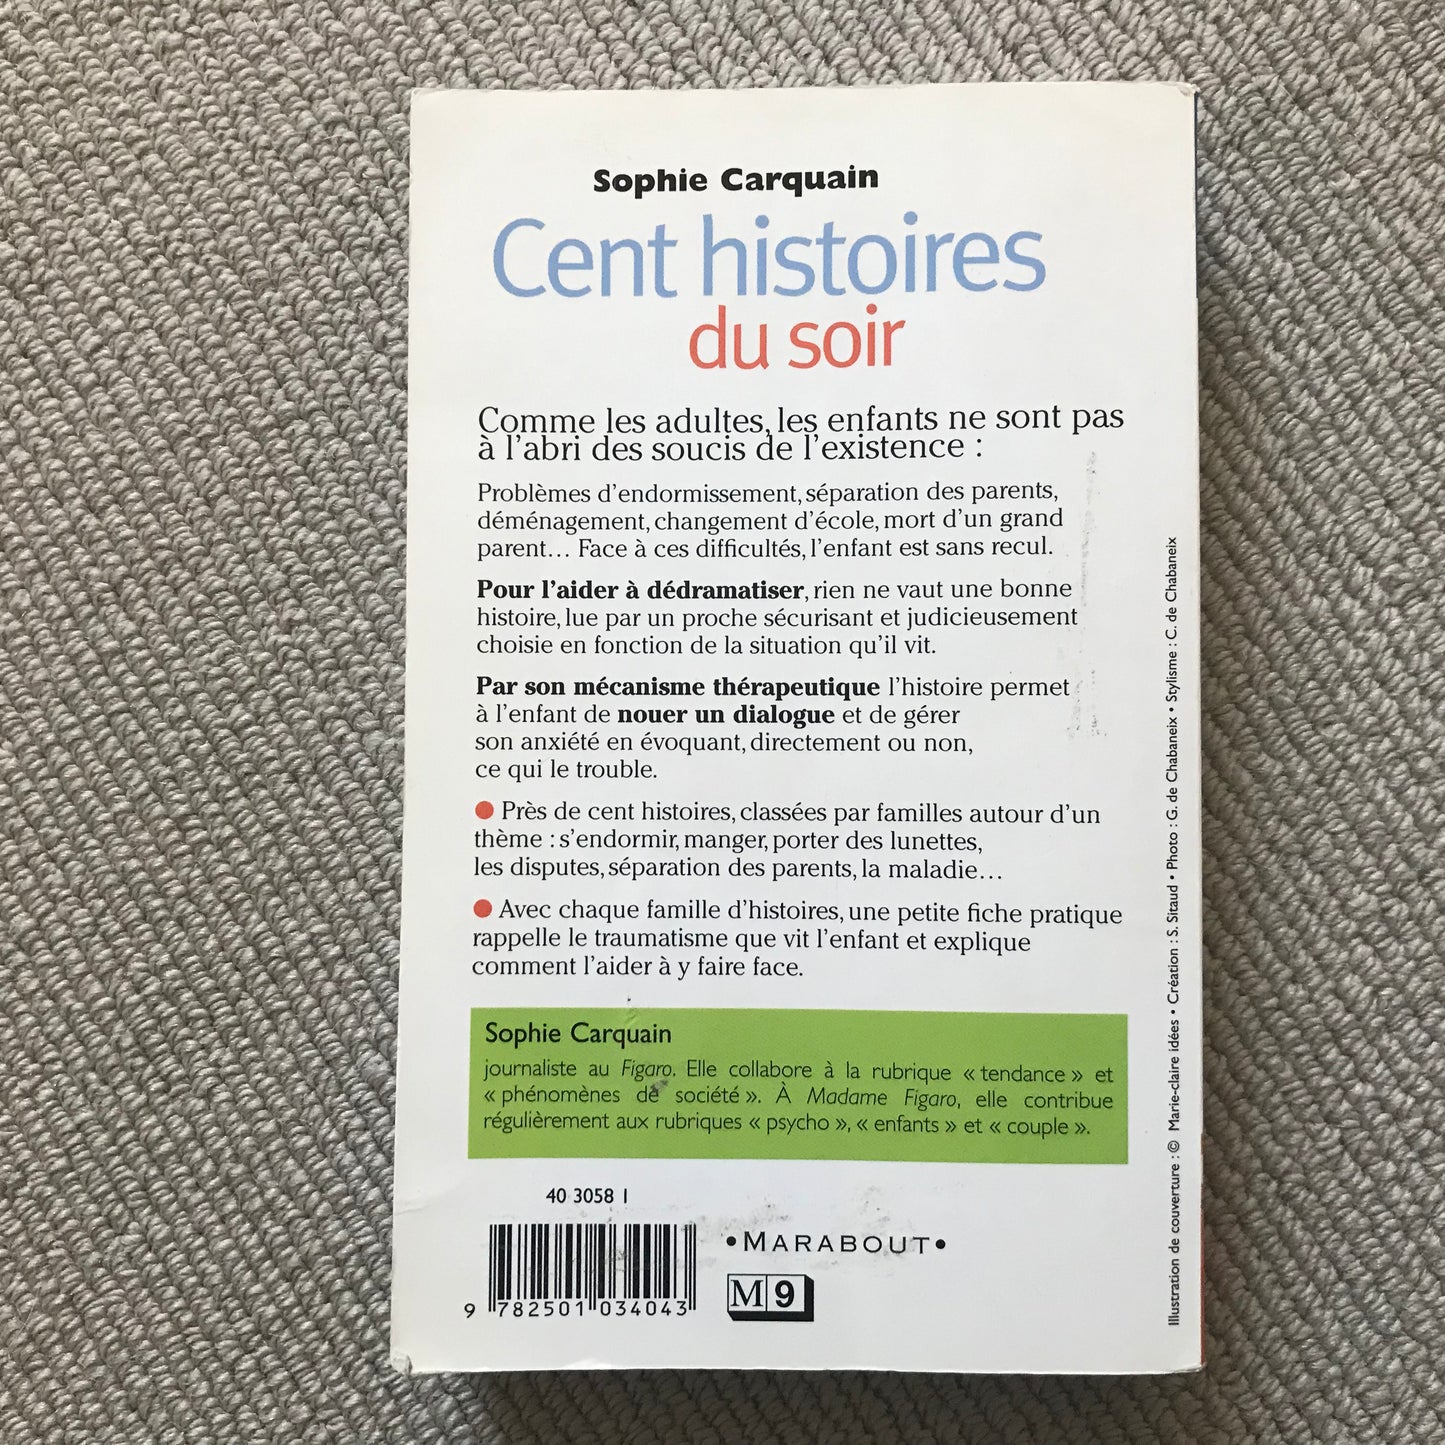 Sophie Carquain
Cent histoires
du soir
Comme les adultes, les enfants ne sont pas
à l'abri des soucis de l'existence :
Problèmes d'endormissement, séparation des parents,
déménagement, changement d'école, mort d'un grand
parent... Face à ces difficultés, l'enfant est sans recul.
Pour l'aider à dédramatiser, rien ne vaut une bonne
histoire, lue par un proche sécurisant et judicieusement
choisie en fonction de la situation qu'il vit.
Par son mécanisme thérapeutique l'histoire permet
à l'enfant de nouer un dialogue et de gérer
son anxiété en évoquant, directement ou non,
ce qui le trouble.
● Près de cent histoires, classées par familles autour d'un
thème : s'endormir, manger, porter des lunettes,
les disputes, séparation des parents, la maladie...
● Avec chaque famille d'histoires, une petite fiche pratique
rappelle le traumatisme que vit l'enfant et explique
comment l'aider à y faire face.
Sophie Carquain
journaliste au Figaro. Elle collabore à la rubrique « tendance » et
« phénomènes de société ». À Madame Figaro, elle contribue
régulièrement aux rubriques « psycho », « enfants » et « couple ».
40 3058 1
9 782501 034043
• MARABOUT •
M 9
Illustration de couverture : © Marie-claire idées • Création : S. Sitaud • Photo : G. de Chabaneix • Stylisme : C. de Chabaneix